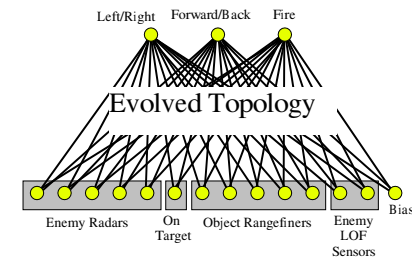 Left/Right Forward/Back Fire
Evolved Topology
Enemy Radars
On
Target
Object Rangefiners
Enemy
LOF
Sensors
Bias